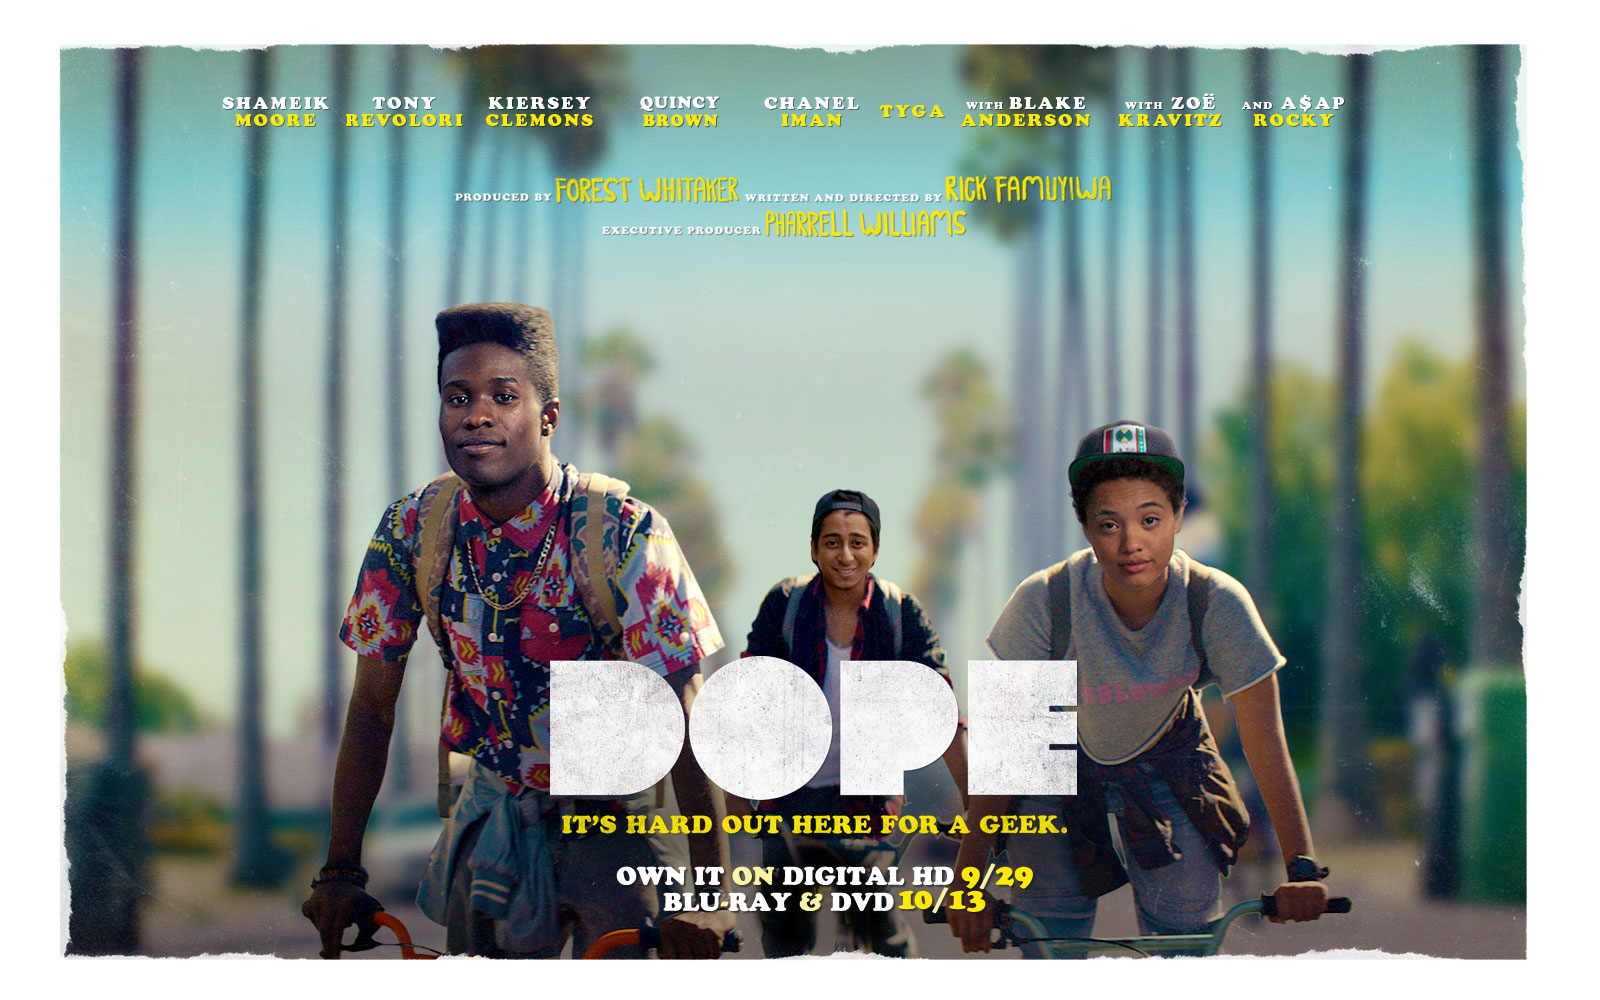 SHAMEIK MOORE
TONY REVOLORI
KIERSEY CLEMONS
QUINCY BROWN
CHANEL IMAN
TYGA
WITH BLAKE ANDERSON
WITH ZOË KRAVITZ
AND A$AP ROCKY
PRODUCED BY FOREST WHITAKER WRITTEN AND DIRECTED BY RICK FAMUYIWA
EXECUTIVE PRODUCER PHARRELL WILLIAMS
DOPE
IT'S HARD OUT HERE FOR A GEEK.
OWN IT ON DIGITAL HD 9/29
BLU-RAY & DVD 10/13